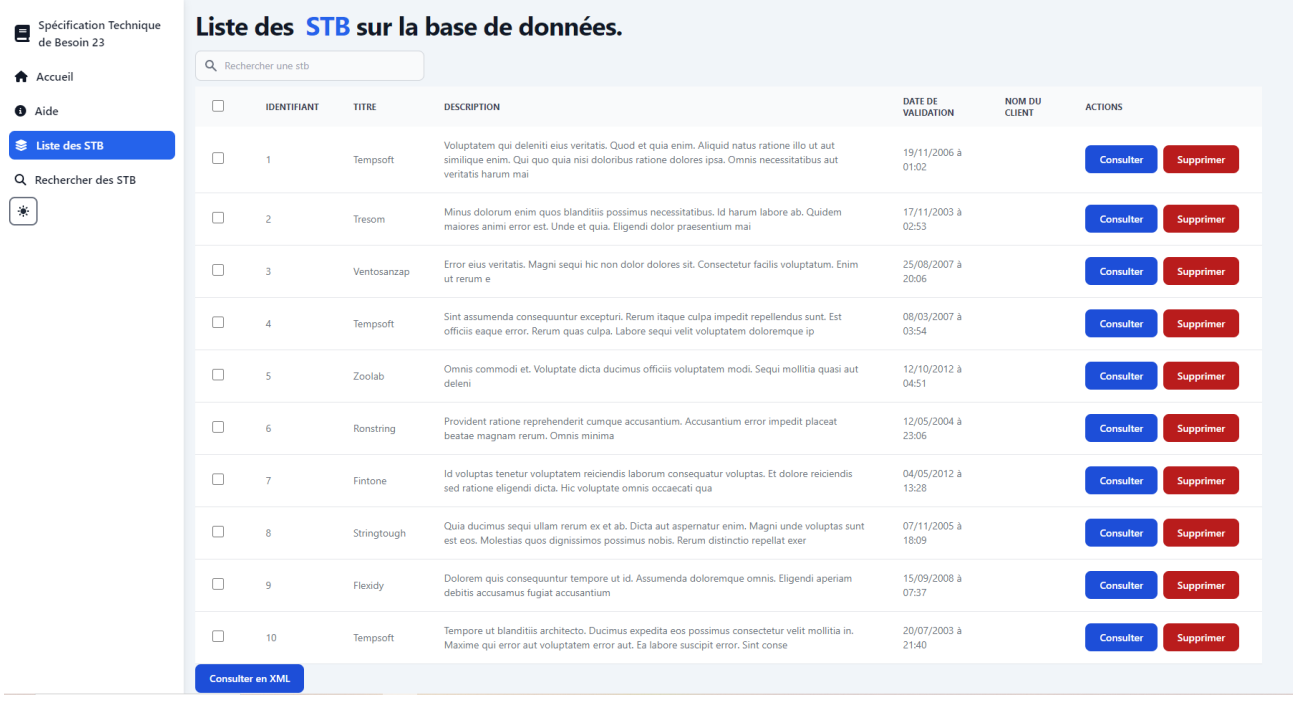 Spécification Technique
de Besoin 23
Accueil
Aide
Liste des STB
Rechercher des STB
Liste des STB sur la base de données.
Rechercher une stb
IDENTIFIANT TITRE DESCRIPTION DATE DE VALIDATION NOM DU CLIENT ACTIONS
1 Tempsoft Voluptatem qui deleniti eius veritatis. Quod et quia enim. Aliquid natus ratione illo ut aut
similique enim. Qui quo quia nisi doloribus ratione dolores ipsa. Omnis necessitatibus aut
veritatis harum mai
19/11/2006 à
01:02
Consulter Supprimer
2 Tresom Minus dolorum enim quos blanditiis possimus necessitatibus. Id harum labore ab. Quidem
maiores animi error est. Unde et quia. Eligendi dolor praesentium mai
17/11/2003 à
02:53
Consulter Supprimer
3 Ventosanzap Error eius veritatis. Magni sequi hic non dolor dolores sit. Consectetur facilis voluptatum. Enim
ut rerum e
25/08/2007 à
20:06
Consulter Supprimer
4 Tempsoft Sint assumenda consequuntur excepturi. Rerum itaque culpa impedit repellendus sunt. Est
officiis eaque error. Rerum quas culpa. Labore sequi velit voluptatem doloremque ip
08/03/2007 à
03:54
Consulter Supprimer
5 Zoolab Omnis commodi et. Voluptate dicta ducimus officiis voluptatem modi. Sequi mollitia quasi aut
deleni
12/10/2012 à
04:51
Consulter Supprimer
6 Ronstring Provident ratione reprehenderit cumque accusantium. Accusantium error impedit placeat
beatae magnam rerum. Omnis minima
12/05/2004 à
23:06
Consulter Supprimer
7 Fintone Id voluptas tenetur voluptatem reiciendis laborum consequatur voluptas. Et dolore reiciendis
sed ratione eligendi dicta. Hic voluptate omnis occaecati qua
04/05/2012 à
13:28
Consulter Supprimer
8 Stringtough Quia ducimus sequi ullam rerum ex et ab. Dicta aut aspernatur enim. Magni unde voluptas sunt
est eos. Molestias quos dignissimos possimus nobis. Rerum distinctio repellat exer
07/11/2005 à
18:09
Consulter Supprimer
9 Flexidy Dolorem quis consequuntur tempore ut id. Assumenda doloremque omnis. Eligendi aperiam
debitis accusamus fugiat accusantium
15/09/2008 à
07:37
Consulter Supprimer
10 Tempsoft Tempore ut blanditiis architecto. Ducimus expedita eos possimus consectetur velit mollitia in.
Maxime qui error aut voluptatem error aut. Ea labore suscipit error. Sint conse
20/07/2003 à
21:40
Consulter Supprimer
Consulter en XML